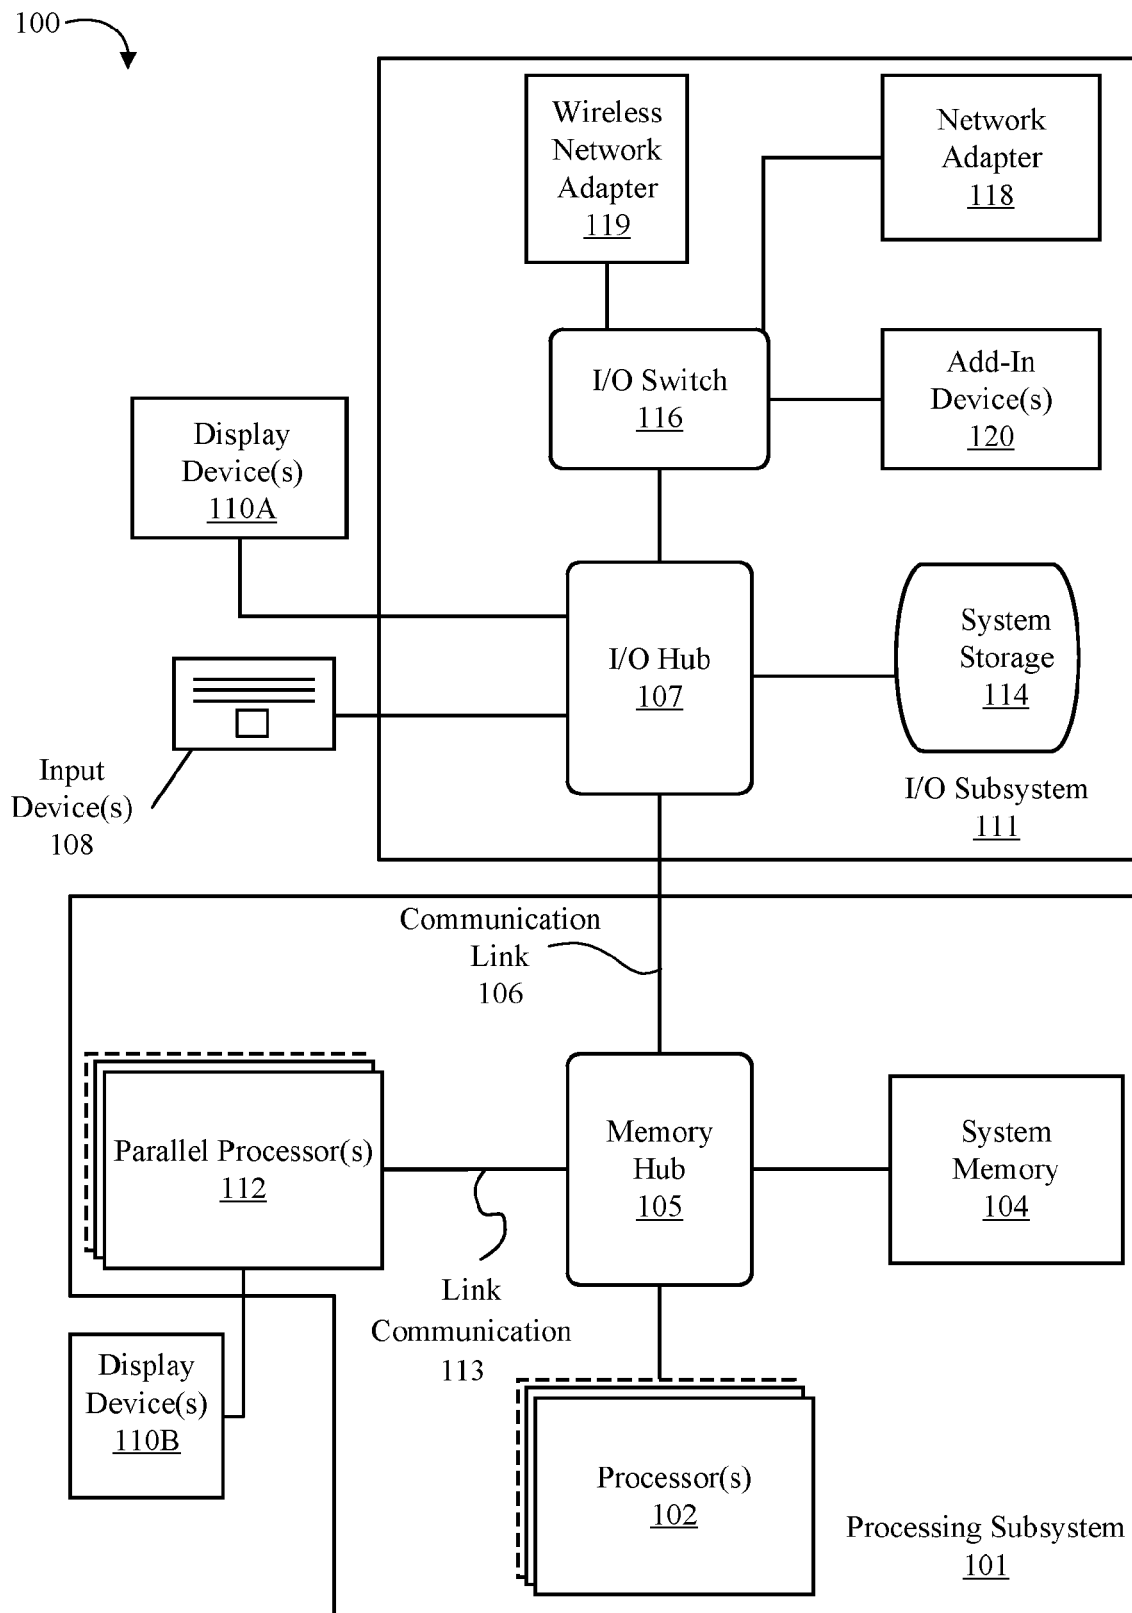 100
Wireless
Network
Adapter
119
Network
Adapter
118
I/O Switch
116
Add-In
Device(s)
120
Display
Device(s)
110A
I/O Hub
107
System
Storage
114
Input
Device(s)
108
I/O Subsystem
111
Communication
Link
106
Parallel Processor(s)
112
Memory
Hub
105
System
Memory
104
Link
Communication
113
Display
Device(s)
110B
Processor(s)
102
Processing Subsystem
101